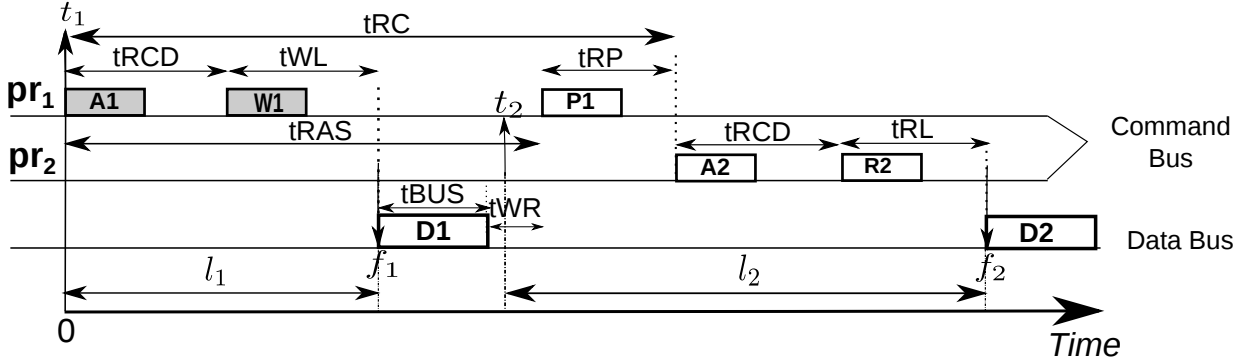 t₁
tRC
tRCD
tWL
tRP
pr₁
A1
W1
P1
t₂
Command
Bus
tRAS
tRCD
tRL
pr₂
A2
R2
tBUS
tWR
D1
D2
Data Bus
f₁
f₂
l₁
l₂
0
Time